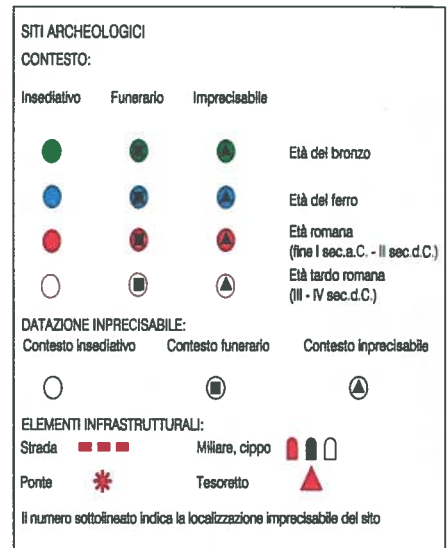 SITI ARCHEOLOGICI
CONTESTO:
Insediativo Funerario Imprecisabile
Età del bronzo
Età del ferro
Età romana
(fine I sec.a.C. - II sec.d.C.)
Età tardo romana
(III - IV sec.d.C.)
DATAZIONE INPRECISABILE:
Contesto insediativo Contesto funerario Contesto inprecisabile
ELEMENTI INFRASTRUTTURALI:
Strada Miliare, cippo
Ponte Tesoretto
Il numero sottolineato indica la localizzazione imprecisabile del sito